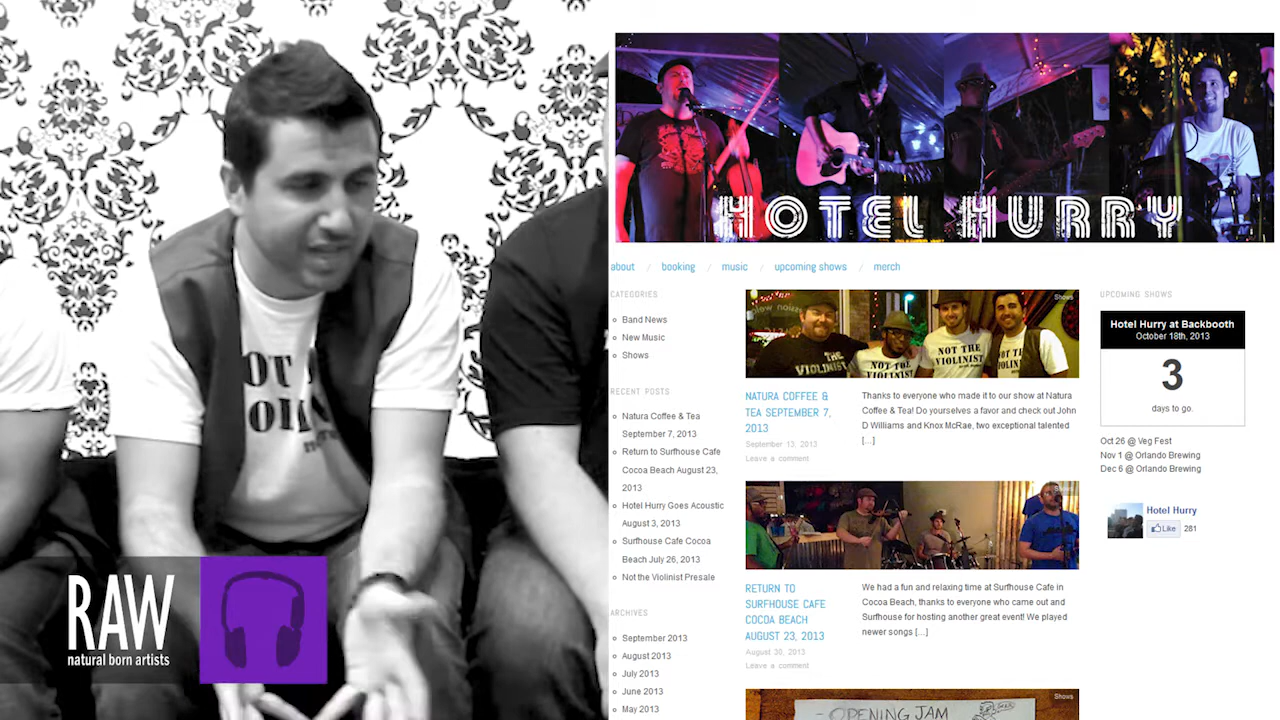 NOT
RAW
natural born artists
HOTEL HURRY
about / booking / music / upcoming shows / merch
CATEGORIES
Band News
New Music
Shows
RECENT POSTS
Natura Coffee & Tea
September 7, 2013
Return to Surfhouse Cafe
Cocoa Beach August 23,
2013
Hotel Hurry Goes Acoustic
August 3, 2013
Surfhouse Cafe Cocoa
Beach July 26, 2013
Not the Violinist Presale
ARCHIVES
September 2013
August 2013
July 2013
June 2013
May 2013
Shows
THE
VIOLINIST
NOT THE
VIOLINIST
NOT THE
VIOLINIST
NATURA COFFEE &
TEA SEPTEMBER 7,
2013
September 13, 2013
Leave a comment
Thanks to everyone who made it to our show at Natura
Coffee & Tea! Do yourselves a favor and check out John
D Williams and Knox McRae, two exceptional talented
[...]
RETURN TO
SURFHOUSE CAFE
COCOA BEACH
AUGUST 23, 2013
August 30, 2013
Leave a comment
We had a fun and relaxing time at Surfhouse Cafe in
Cocoa Beach, thanks to everyone who came out and
Surfhouse for hosting another great event! We played
newer songs [...]
Shows
- OPENING JAM
UPCOMING SHOWS
Hotel Hurry at Backbooth
October 18th, 2013
3
days to go.
Oct 26 @ Veg Fest
Nov 1 @ Orlando Brewing
Dec 6 @ Orlando Brewing
Hotel Hurry
Like 281